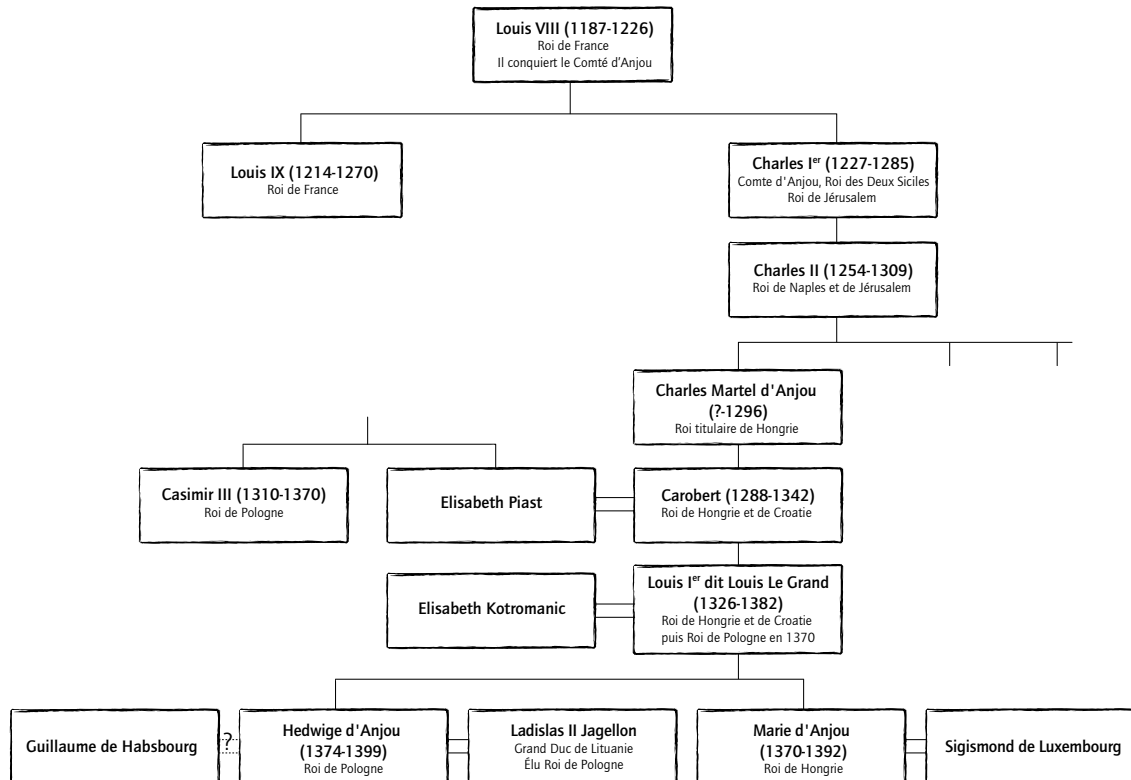 Louis VIII (1187-1226)
Roi de France
Il conquiert le Comté d'Anjou
Louis IX (1214-1270)
Roi de France
Charles Ier (1227-1285)
Comte d'Anjou, Roi des Deux Siciles
Roi de Jérusalem
Charles II (1254-1309)
Roi de Naples et de Jérusalem
Charles Martel d'Anjou
(?-1296)
Roi titulaire de Hongrie
Casimir III (1310-1370)
Roi de Pologne
Elisabeth Piast
Carobert (1288-1342)
Roi de Hongrie et de Croatie
Elisabeth Kotromanic
Louis Ier dit Louis Le Grand
(1326-1382)
Roi de Hongrie et de Croatie
puis Roi de Pologne en 1370
Guillaume de Habsbourg
?
Hedwige d'Anjou
(1374-1399)
Roi de Pologne
Ladislas II Jagellon
Grand Duc de Lituanie
Élu Roi de Pologne
Marie d'Anjou
(1370-1392)
Roi de Hongrie
Sigismond de Luxembourg